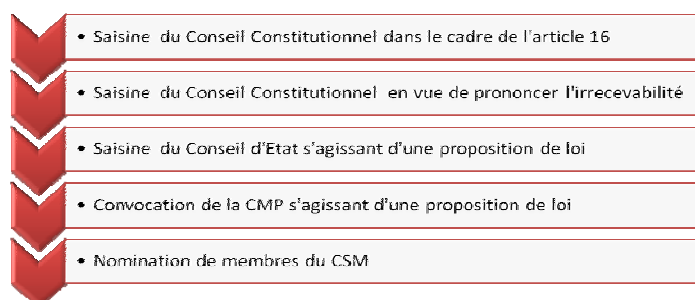 • Saisine du Conseil Constitutionnel dans le cadre de l'article 16
• Saisine du Conseil Constitutionnel en vue de prononcer l'irrecevabilité
• Saisine du Conseil d'Etat s'agissant d'une proposition de loi
• Convocation de la CMP s'agissant d'une proposition de loi
• Nomination de membres du CSM